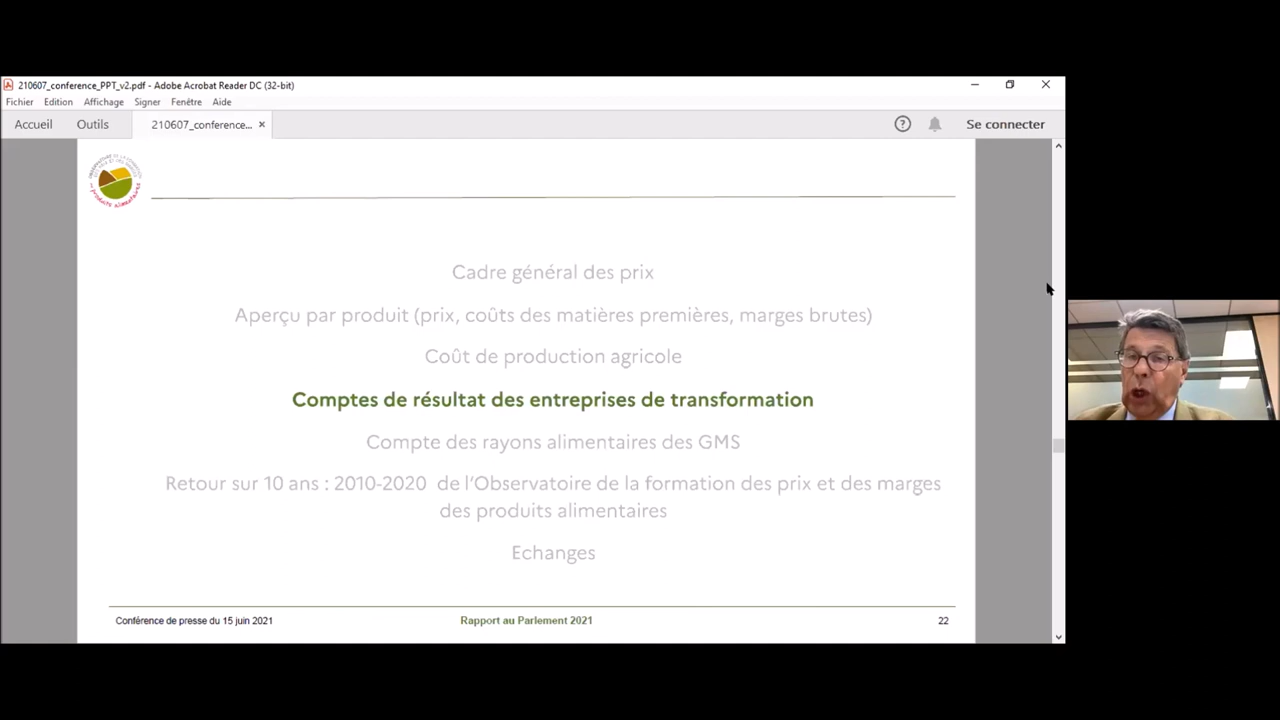 210607_conference_PPT_v2.pdf - Adobe Acrobat Reader DC (32-bit)
Fichier Edition Affichage Signer Fenêtre Aide
Accueil Outils 210607_conference... × Se connecter
Cadre général des prix
Aperçu par produit (prix, coûts des matières premières, marges brutes)
Coût de production agricole
Comptes de résultat des entreprises de transformation
Compte des rayons alimentaires des GMS
Retour sur 10 ans : 2010-2020 de l'Observatoire de la formation des prix et des marges
des produits alimentaires
Echanges
Conférence de presse du 15 juin 2021 Rapport au Parlement 2021 22